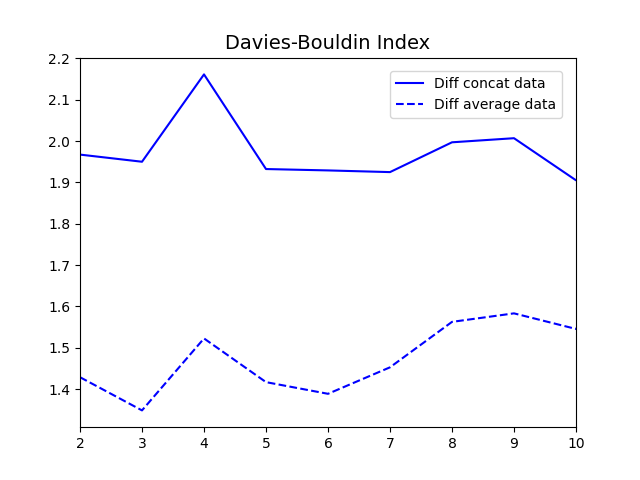 Davies-Bouldin Index
2.2
2.1
2.0
1.9
1.8
1.7
1.6
1.5
1.4
Diff concat data
Diff average data
2 3 4 5 6 7 8 9 10